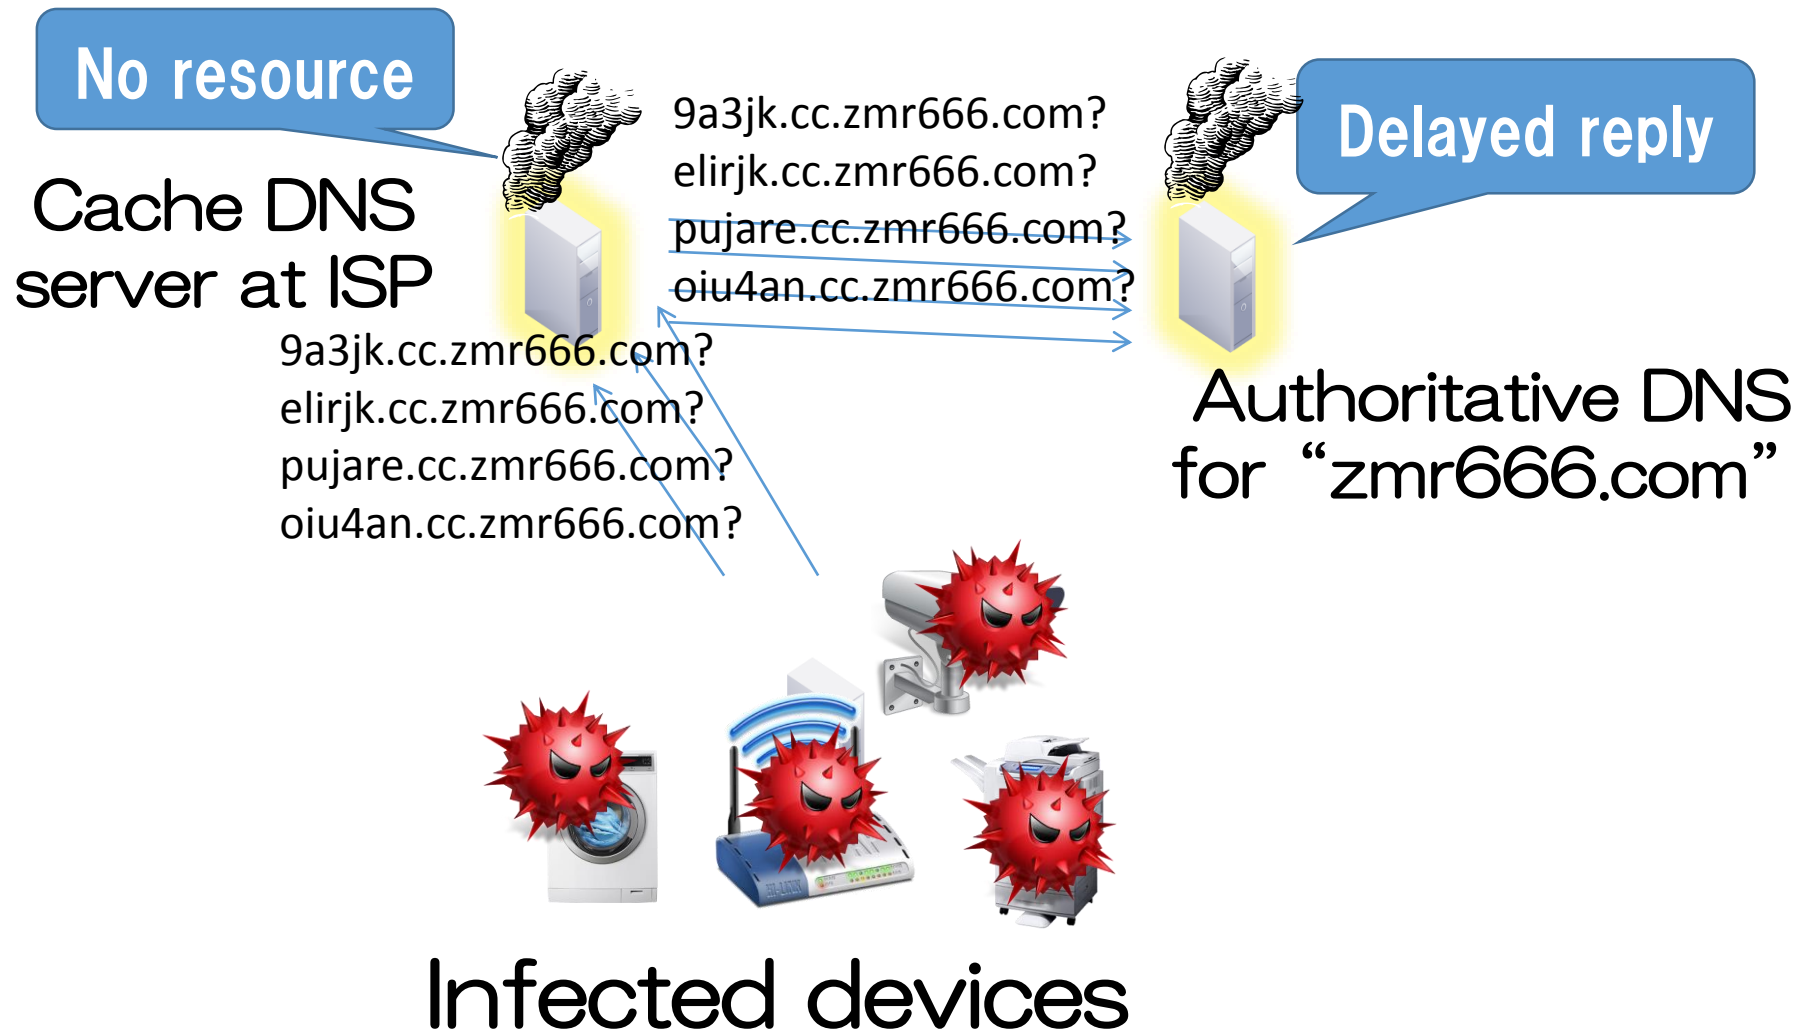 No resource
Delayed reply
Cache DNS
server at ISP
9a3jk.cc.zmr666.com?
elirjk.cc.zmr666.com?
pujare.cc.zmr666.com?
oiu4an.cc.zmr666.com?
9a3jk.cc.zmr666.com?
elirjk.cc.zmr666.com?
pujare.cc.zmr666.com?
oiu4an.cc.zmr666.com?
Authoritative DNS
for “zmr666.com”
Infected devices